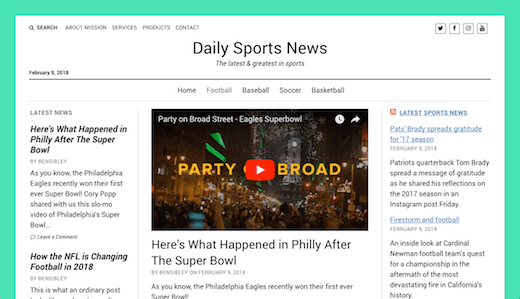 SEARCH ABOUT MISSION SERVICES PRODUCTS CONTACT
Daily Sports News
The latest & greatest in sports
February 9, 2018
Home Football Baseball Soccer Basketball
LATEST NEWS
Here's What Happened in
Philly After The Super
Bowl
BY BENSIBLEY
As you know, the Philadelphia
Eagles recently won their first
ever Super Bowl! Cory Popp
shared with us this slo-mo
video of Philadelphia's Super
Bowl…
Leave a Comment
How the NFL is Changing
Football in 2018
BY BENSIBLEY
This is what an ordinary post
Party on Broad Street - Eagles Superbowl
PARTY ON BROAD
Here's What Happened in Philly After
The Super Bowl
BY BENSIBLEY ON FEBRUARY 9, 2018
As you know, the Philadelphia Eagles recently won their first
ever Super Bowl!
LATEST SPORTS NEWS
Pats' Brady spreads gratitude
for '17 season
FEBRUARY 9, 2018
Patriots quarterback Tom Brady
spread a message of gratitude
as he shared his reflections on
the 2017 season in an
Instagram post Friday.
Firestorm and football
FEBRUARY 9, 2018
An inside look at Cardinal
Newman football team's quest
for a championship in the
aftermath of the most
devastating fire in California's
history.